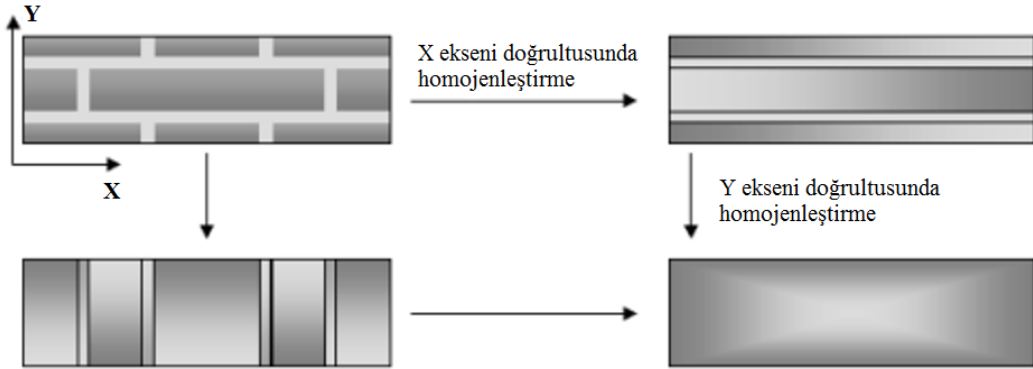 Y
X ekseni doğrultusunda
homojenleştirme
X
Y ekseni doğrultusunda
homojenleştirme